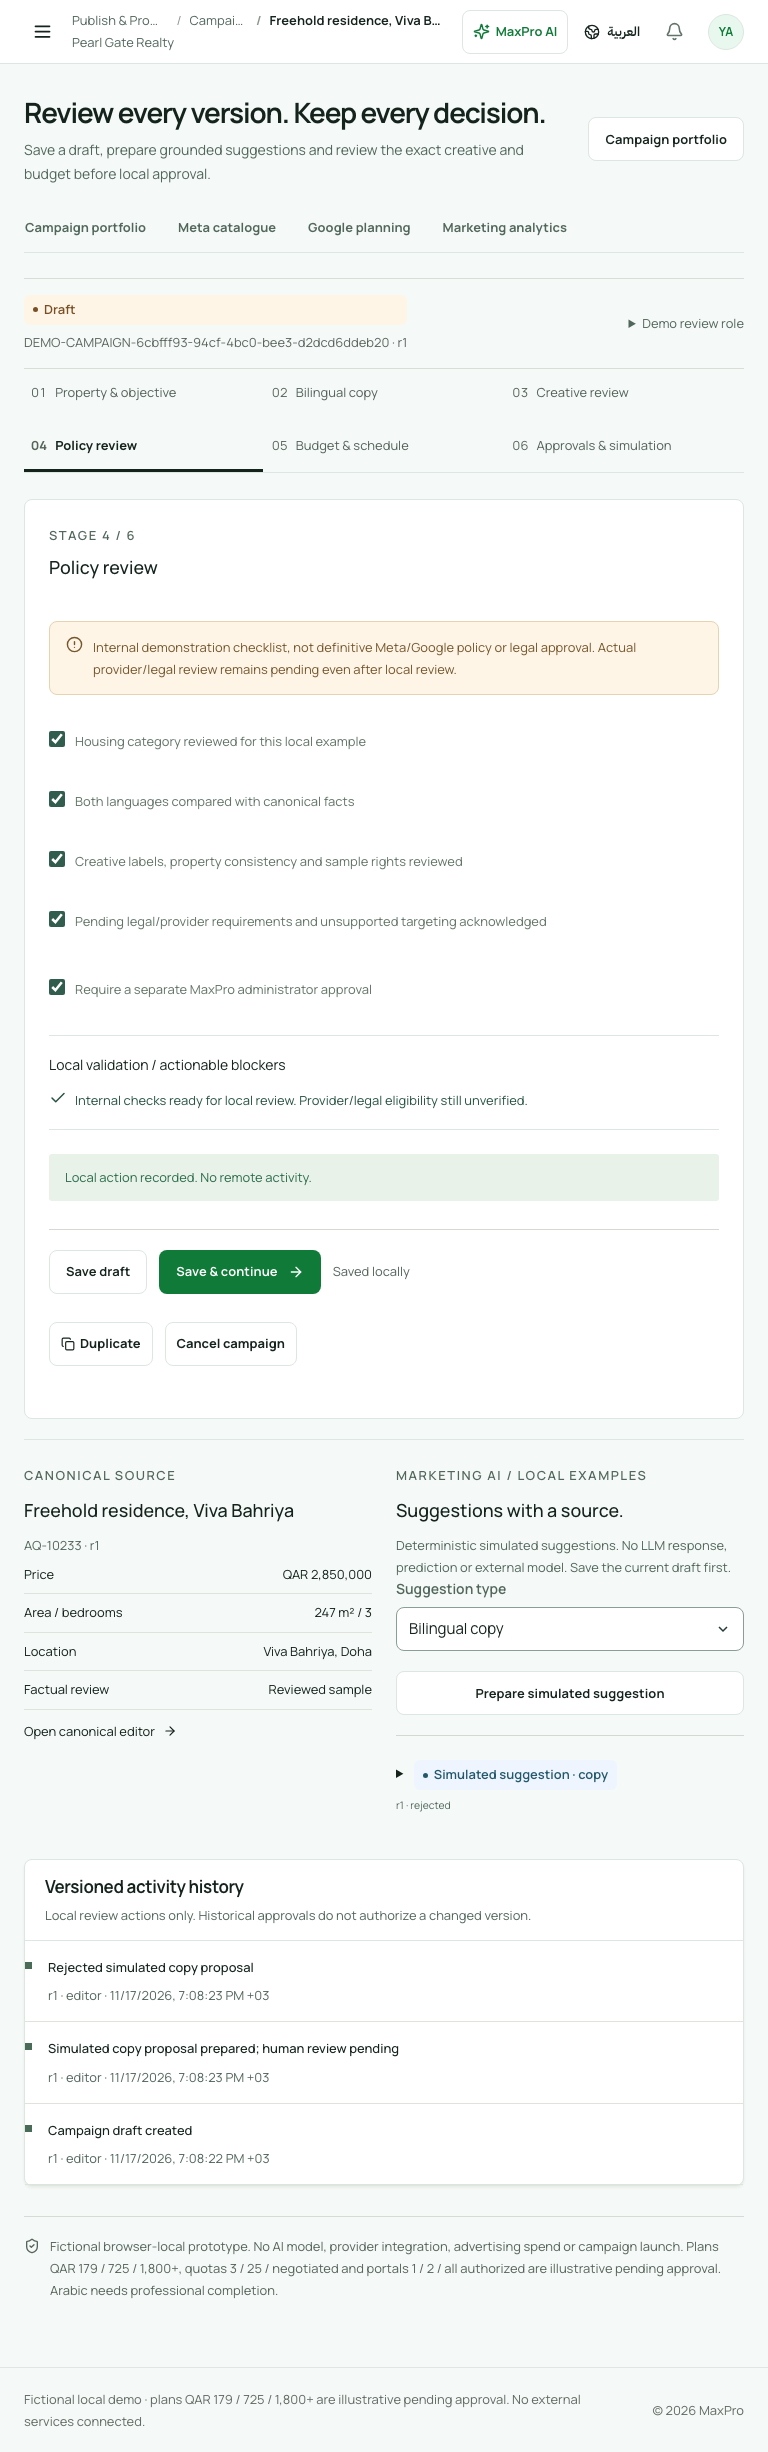 Publish & Pro... / Campai... / Freehold residence, Viva B...
Pearl Gate Realty
MaxPro AI
العربية
YA
Review every version. Keep every decision.
Save a draft, prepare grounded suggestions and review the exact creative and
budget before local approval.
Campaign portfolio
Campaign portfolio
Meta catalogue
Google planning
Marketing analytics
Draft
DEMO-CAMPAIGN-6cbfff93-94cf-4bc0-bee3-d2dcd6ddeb20 · r1
Demo review role
01 Property & objective
02 Bilingual copy
03 Creative review
04 Policy review
05 Budget & schedule
06 Approvals & simulation
STAGE 4 / 6
Policy review
Internal demonstration checklist, not definitive Meta/Google policy or legal approval. Actual
provider/legal review remains pending even after local review.
Housing category reviewed for this local example
Both languages compared with canonical facts
Creative labels, property consistency and sample rights reviewed
Pending legal/provider requirements and unsupported targeting acknowledged
Require a separate MaxPro administrator approval
Local validation / actionable blockers
Internal checks ready for local review. Provider/legal eligibility still unverified.
Local action recorded. No remote activity.
Save draft
Save & continue
Saved locally
Duplicate
Cancel campaign
CANONICAL SOURCE
Freehold residence, Viva Bahriya
AQ-10233 · r1
Price QAR 2,850,000
Area / bedrooms 247 m² / 3
Location Viva Bahriya, Doha
Factual review Reviewed sample
Open canonical editor
MARKETING AI / LOCAL EXAMPLES
Suggestions with a source.
Deterministic simulated suggestions. No LLM response,
prediction or external model. Save the current draft first.
Suggestion type
Bilingual copy
Prepare simulated suggestion
Simulated suggestion · copy
r1 · rejected
Versioned activity history
Local review actions only. Historical approvals do not authorize a changed version.
Rejected simulated copy proposal
r1 · editor · 11/17/2026, 7:08:23 PM +03
Simulated copy proposal prepared; human review pending
r1 · editor · 11/17/2026, 7:08:23 PM +03
Campaign draft created
r1 · editor · 11/17/2026, 7:08:22 PM +03
Fictional browser-local prototype. No AI model, provider integration, advertising spend or campaign launch. Plans
QAR 179 / 725 / 1,800+, quotas 3 / 25 / negotiated and portals 1 / 2 / all authorized are illustrative pending approval.
Arabic needs professional completion.
Fictional local demo · plans QAR 179 / 725 / 1,800+ are illustrative pending approval. No external
services connected.
© 2026 MaxPro